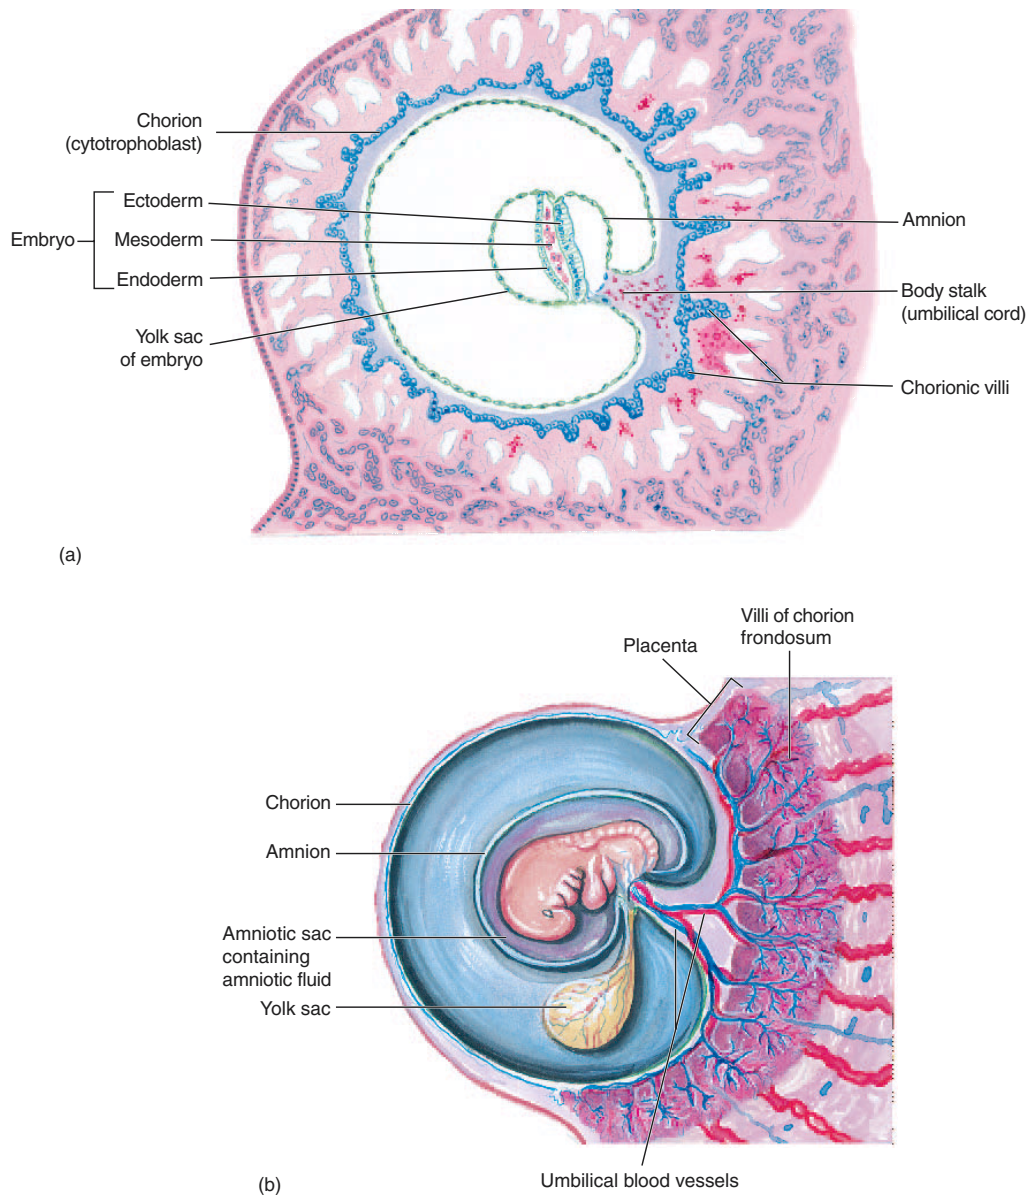 Chorion
(cytotrophoblast)
Ectoderm
Embryo
Mesoderm
Endoderm
Yolk sac
of embryo
Amnion
Body stalk
(umbilical cord)
Chorionic villi
(a)
Villi of chorion
frondosum
Placenta
Chorion
Amnion
Amniotic sac
containing
amniotic fluid
Yolk sac
Umbilical blood vessels
(b)